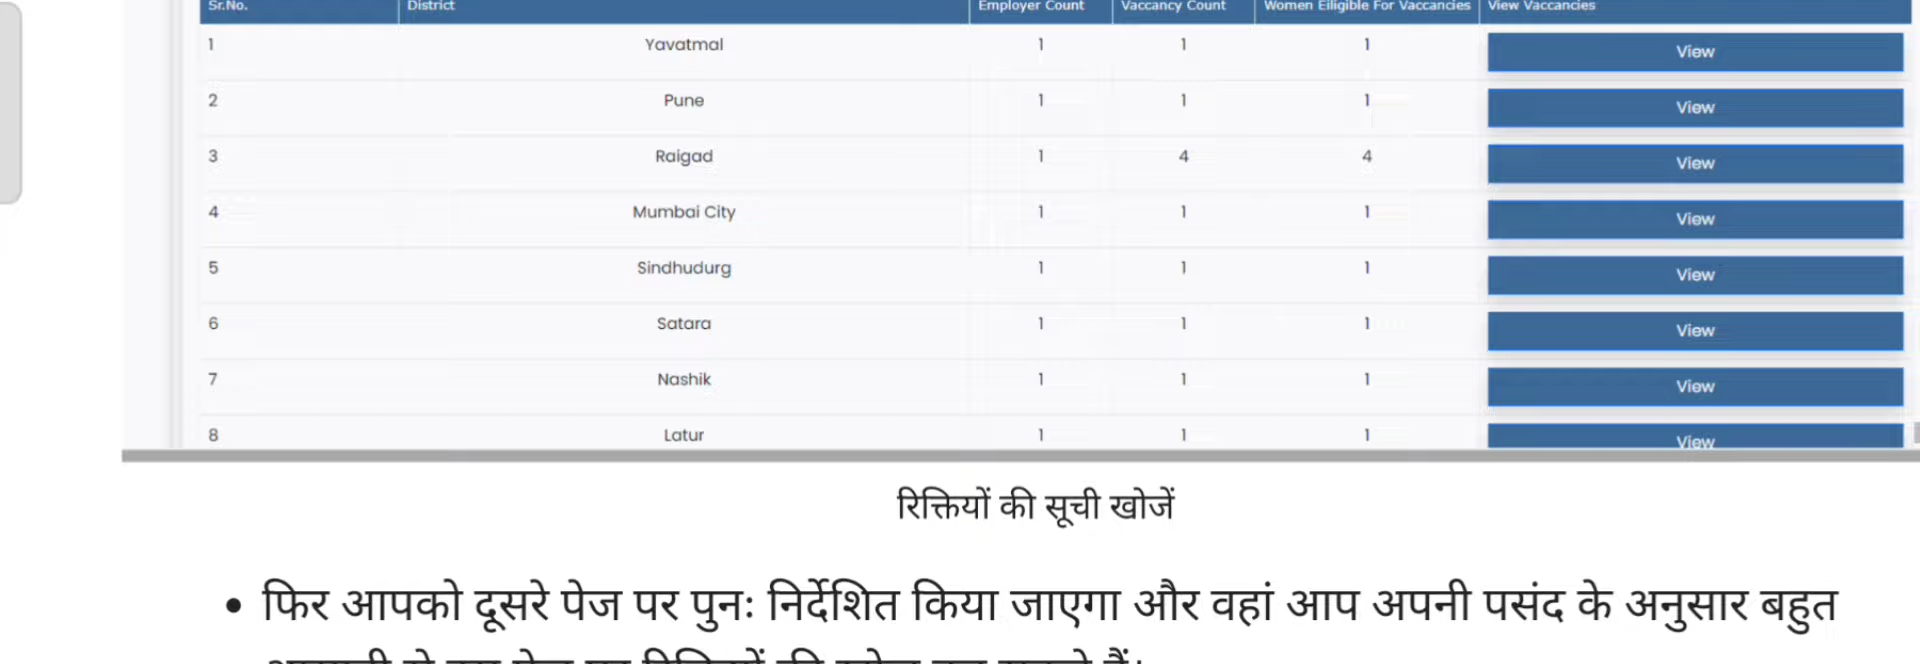 Sr.No. District Employer Count Vaccancy Count Women Eiligible For Vaccancies View Vaccancies
1 Yavatmal 1 1 1 View
2 Pune 1 1 1 View
3 Raigad 1 4 4 View
4 Mumbai City 1 1 1 View
5 Sindhudurg 1 1 1 View
6 Satara 1 1 1 View
7 Nashik 1 1 1 View
8 Latur 1 1 1 View
रिक्तियों की सूची खोजें
• फिर आपको दूसरे पेज पर पुनः निर्देशित किया जाएगा और वहां आप अपनी पसंद के अनुसार बहुत